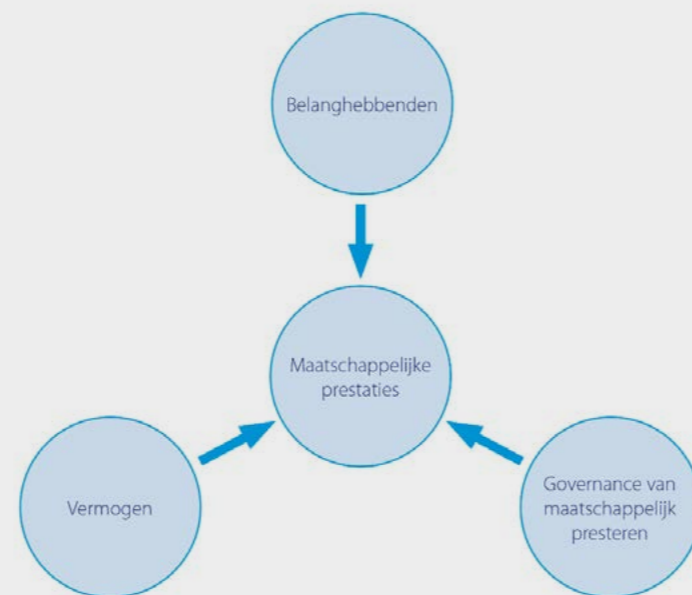 Belanghebbenden
Maatschappelijke
prestaties
Vermogen
Governance van
maatschappelijk
presteren